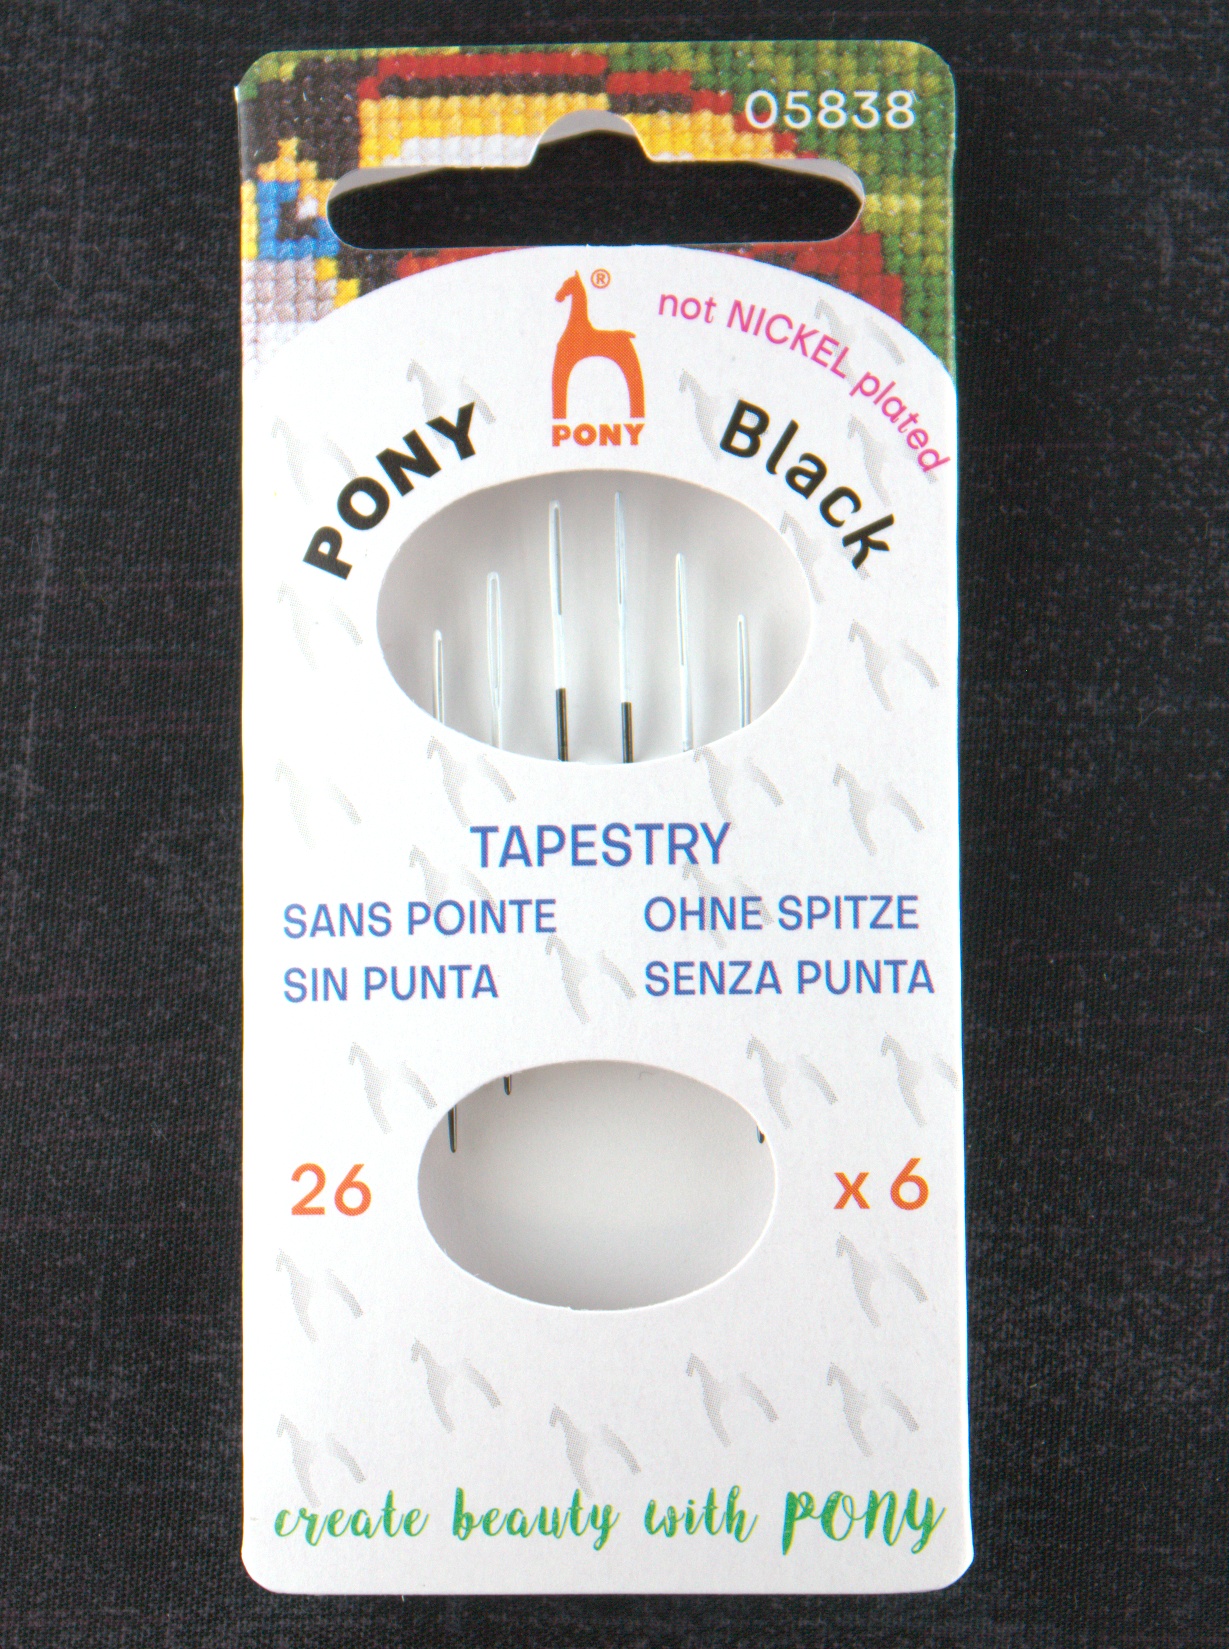 05838
®
PONY
not NICKEL plated
PONY Black
TAPESTRY
SANS POINTE OHNE SPITZE
SIN PUNTA SENZA PUNTA
26 x 6
create beauty with PONY